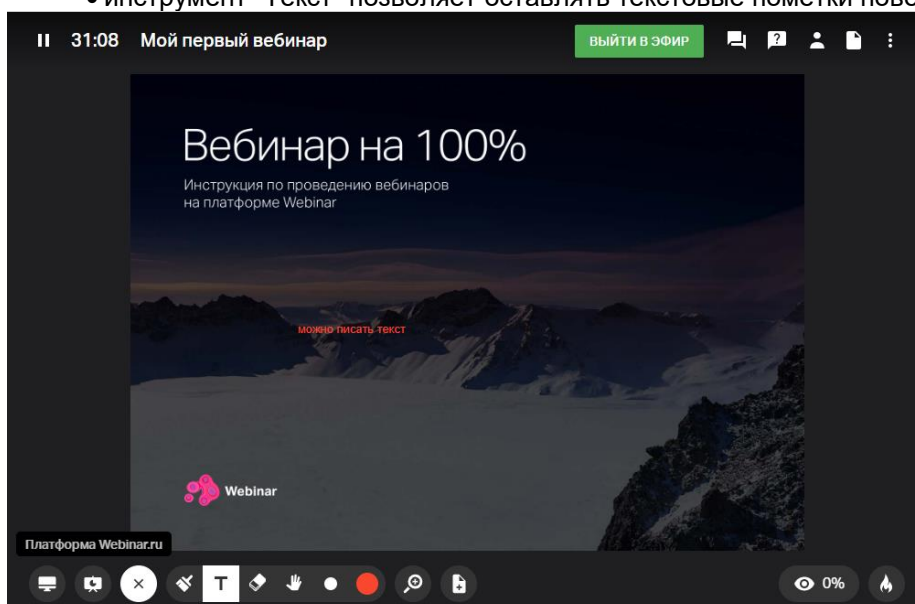 • инструмент "Текст" позволяет оставлять текстовые пометки
31:08 Мой первый вебинар
ВЫЙТИ В ЭФИР
?
Вебинар на 100%
Инструкция по проведению вебинаров
на платформе Webinar
можно писать текст
Webinar
Платформа Webinar.ru
T
0%